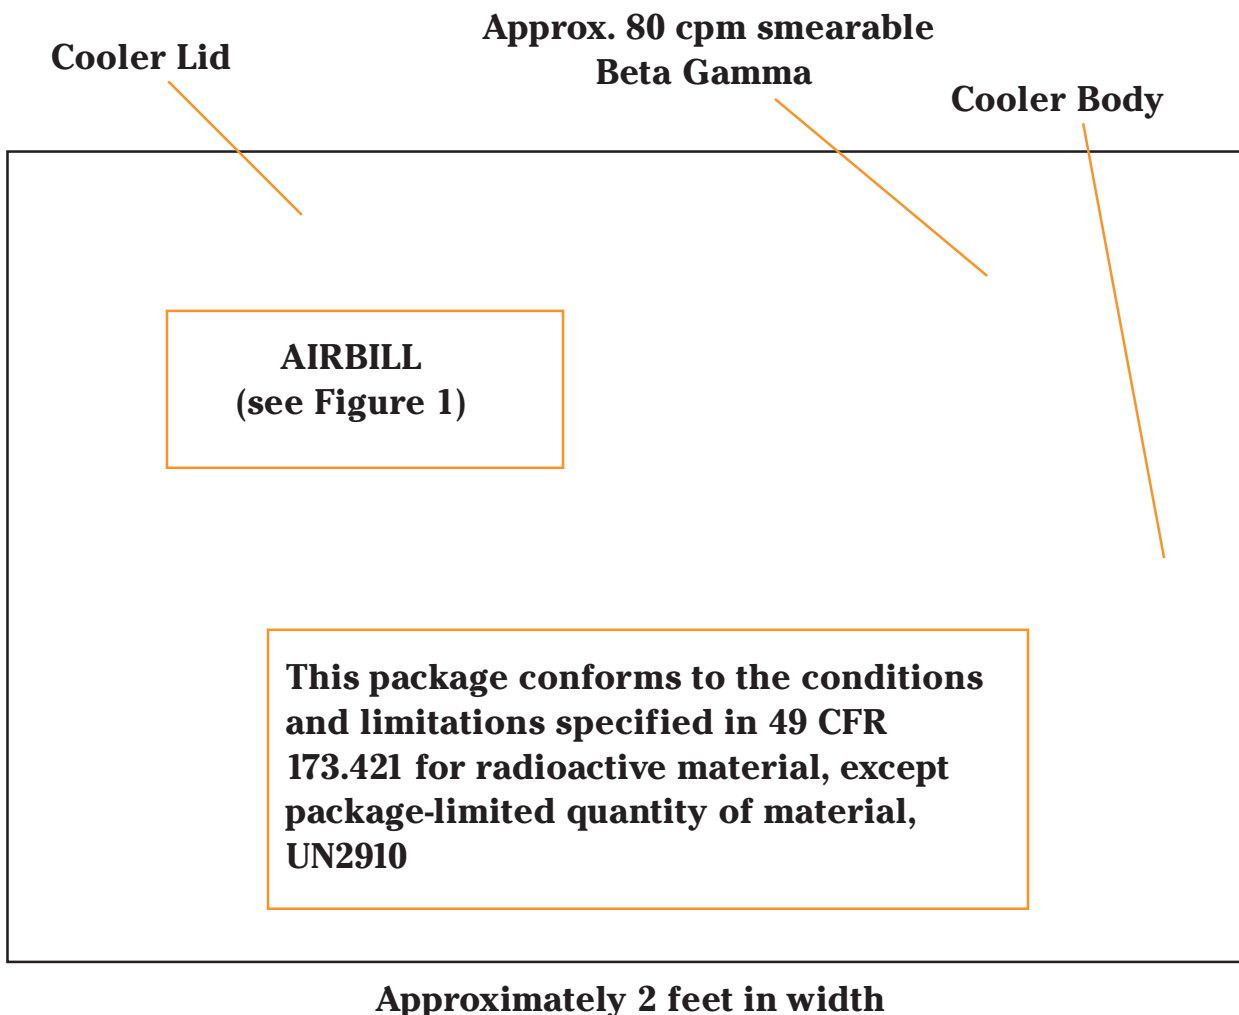 Cooler Lid
Approx. 80 cpm smearable
Beta Gamma
Cooler Body
AIRBILL
(see Figure 1)
This package conforms to the conditions
and limitations specified in 49 CFR
173.421 for radioactive material, except
package-limited quantity of material,
UN2910
Approximately 2 feet in width